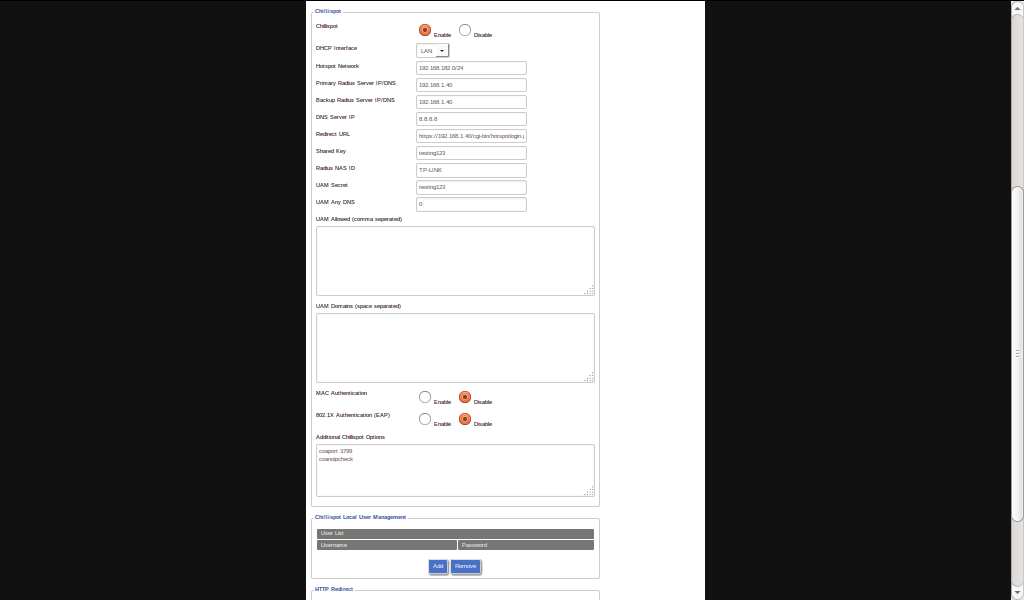 Chillispot
Chillispot
Enable Disable
DHCP Interface LAN
Hotspot Network 192.168.182.0/24
Primary Radius Server IP/DNS 192.168.1.40
Backup Radius Server IP/DNS 192.168.1.40
DNS Server IP 8.8.8.8
Redirect URL https://192.168.1.40/cgi-bin/hotspotlogin.
Shared Key testing123
Radius NAS ID TP-LINK
UAM Secret testing123
UAM Any DNS 0
UAM Allowed (comma seperated)
UAM Domains (space separated)
MAC Authentication Enable Disable
802.1X Authentication (EAP) Enable Disable
Additional Chillispot Options
coaport 3799
coanoipcheck
Chillispot Local User Management
User List
Username Password
Add Remove
HTTP Redirect